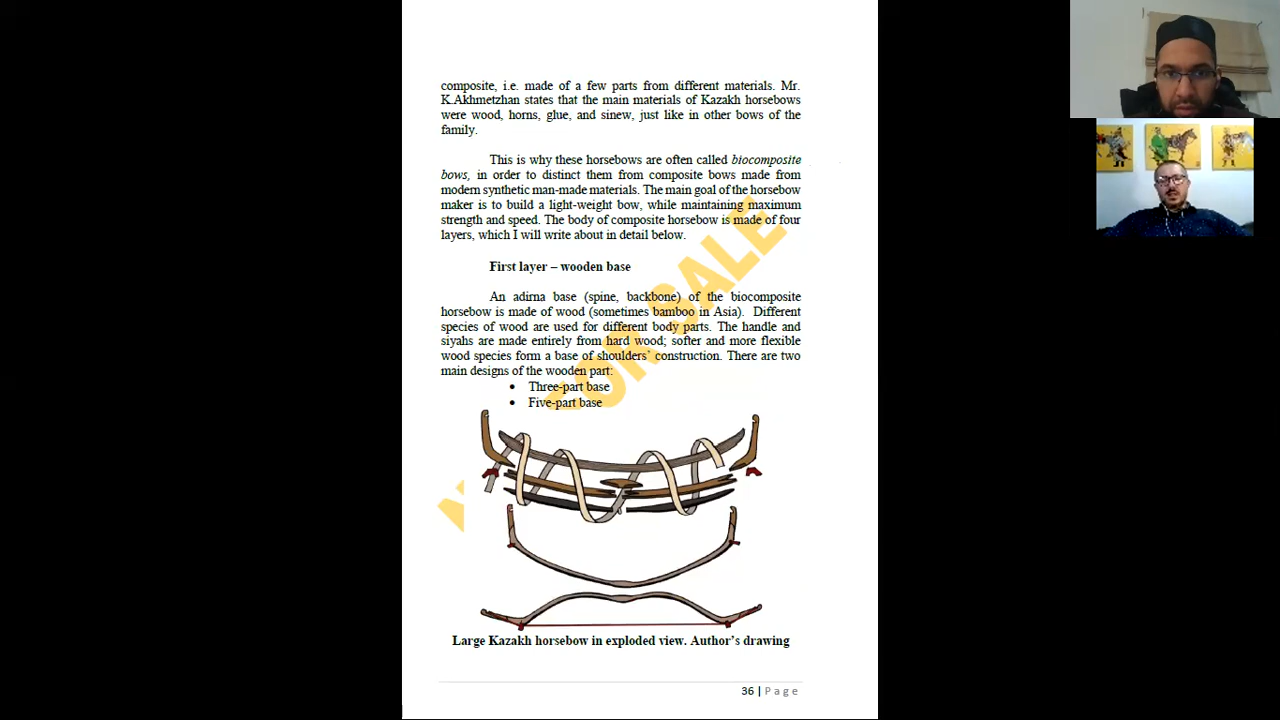 composite, i.e. made of a few parts from different materials. Mr.
K.Akhmetzhan states that the main materials of Kazakh horsebows
were wood, horns, glue, and sinew, just like in other bows of the
family.
This is why these horsebows are often called biocomposite
bows, in order to distinct them from composite bows made from
modern synthetic man-made materials. The main goal of the horsebow
maker is to build a light-weight bow, while maintaining maximum
strength and speed. The body of composite horsebow is made of four
layers, which I will write about in detail below.
First layer – wooden base
An adirna base (spine, backbone) of the biocomposite
horsebow is made of wood (sometimes bamboo in Asia). Different
species of wood are used for different body parts. The handle and
siyahs are made entirely from hard wood; softer and more flexible
wood species form a base of shoulders' construction. There are two
main designs of the wooden part:
• Three-part base
• Five-part base
FOR SALE
Large Kazakh horsebow in exploded view. Author's drawing
36 | Page